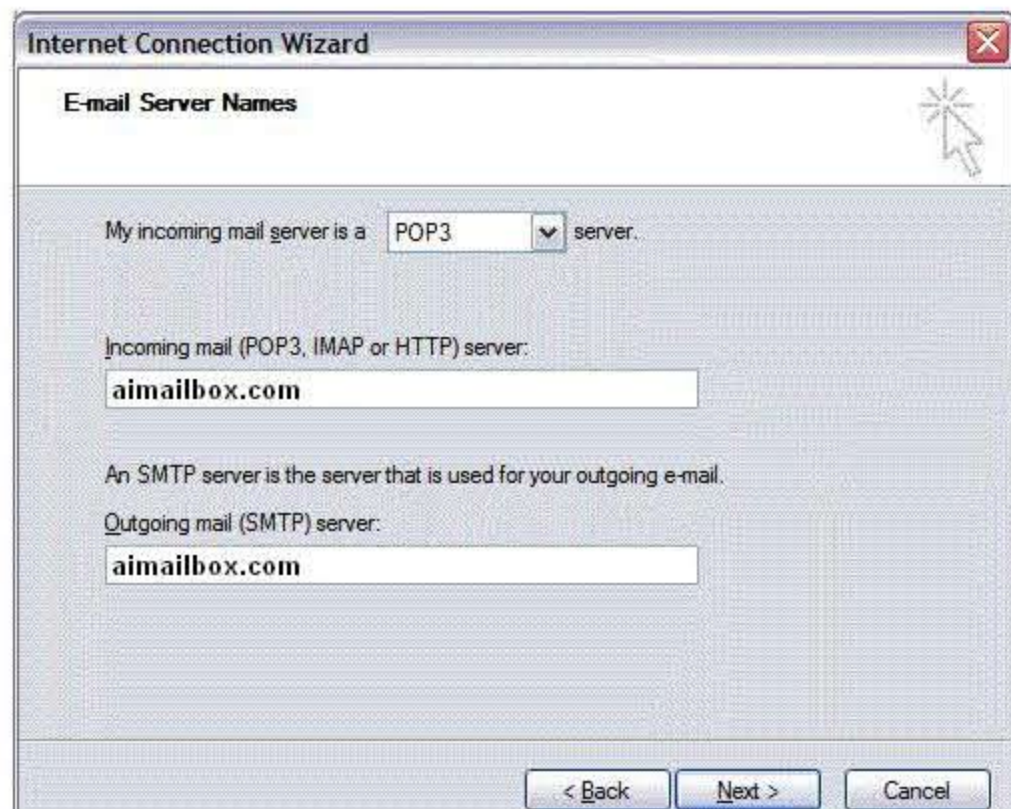 Internet Connection Wizard
E-mail Server Names
My incoming mail server is a POP3 server.
Incoming mail (POP3, IMAP or HTTP) server:
aimailbox.com
An SMTP server is the server that is used for your outgoing e-mail.
Outgoing mail (SMTP) server:
aimailbox.com
< Back Next > Cancel